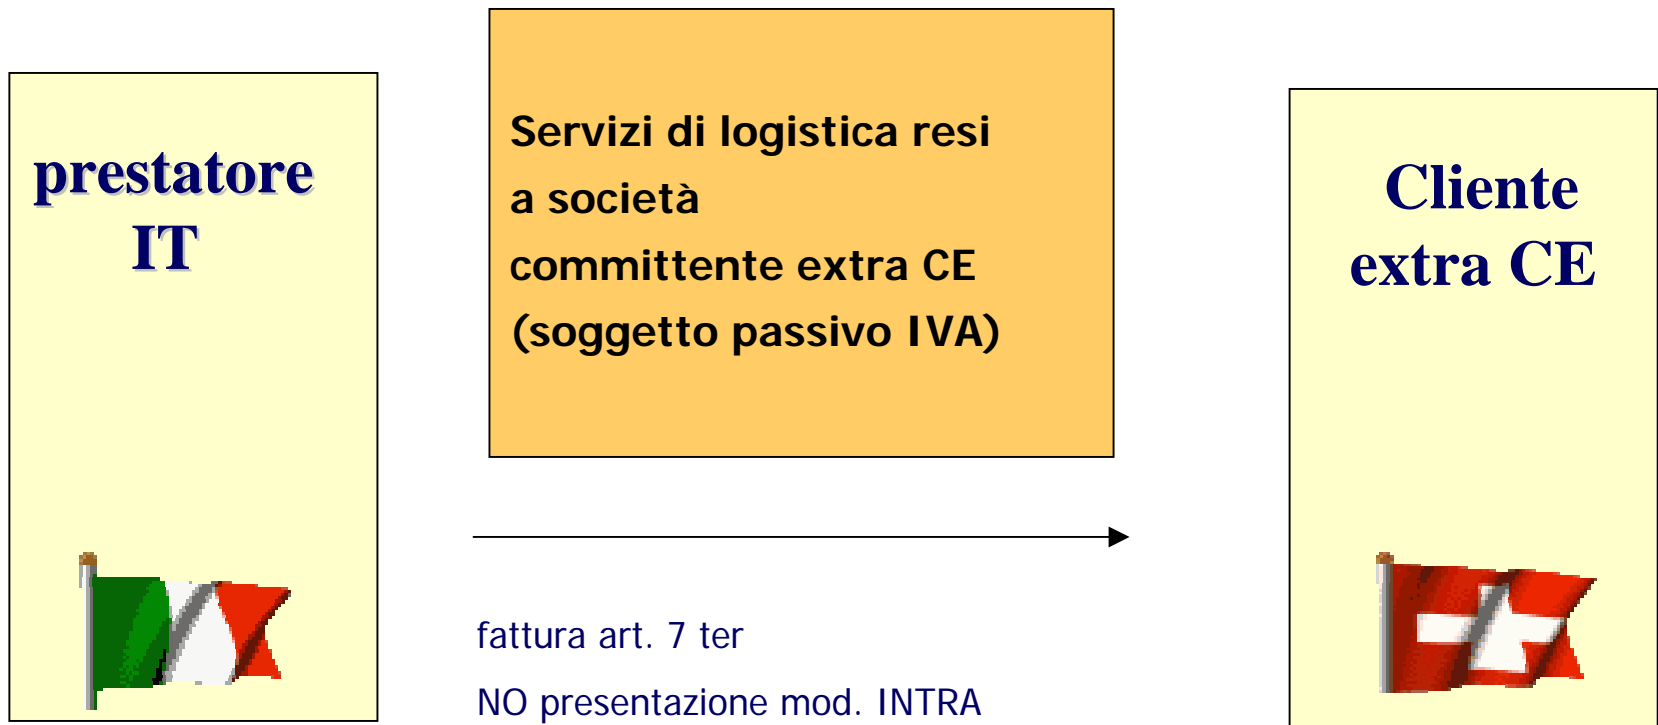 prestatore
IT
Servizi di logistica resi
a società
committente extra CE
(soggetto passivo IVA)
Cliente
extra CE
fattura art. 7 ter
NO presentazione mod. INTRA